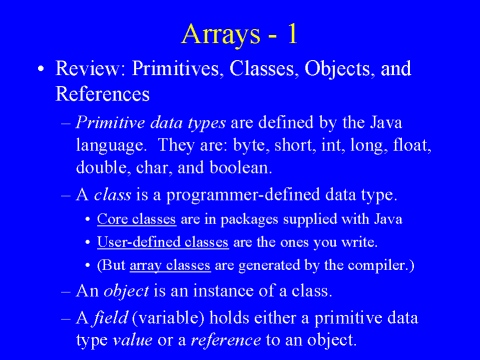 Arrays - 1
• Review: Primitives, Classes, Objects, and
References
– Primitive data types are defined by the Java
language. They are: byte, short, int, long, float,
double, char, and boolean.
– A class is a programmer-defined data type.
• Core classes are in packages supplied with Java
• User-defined classes are the ones you write.
• (But array classes are generated by the compiler.)
– An object is an instance of a class.
– A field (variable) holds either a primitive data
type value or a reference to an object.